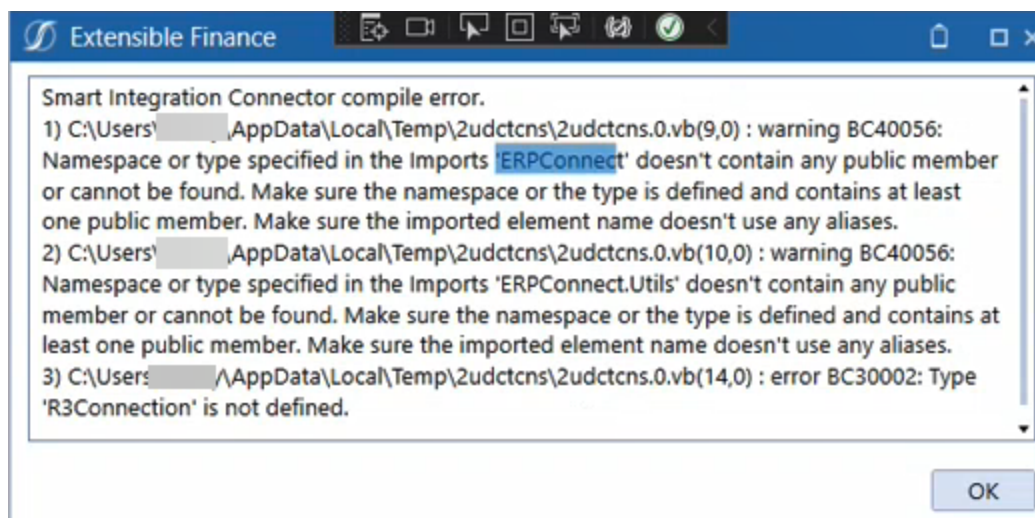 Extensible Finance
Smart Integration Connector compile error.
1) C:\Users\ \AppData\Local\Temp\2udctcns\2udctcns.0.vb(9,0) : warning BC40056:
Namespace or type specified in the Imports 'ERPConnect' doesn't contain any public member
or cannot be found. Make sure the namespace or the type is defined and contains at least
one public member. Make sure the imported element name doesn't use any aliases.
2) C:\Users\ \AppData\Local\Temp\2udctcns\2udctcns.0.vb(10,0) : warning BC40056:
Namespace or type specified in the Imports 'ERPConnect.Utils' doesn't contain any public
member or cannot be found. Make sure the namespace or the type is defined and contains at
least one public member. Make sure the imported element name doesn't use any aliases.
3) C:\Users \AppData\Local\Temp\2udctcns\2udctcns.0.vb(14,0) : error BC30002: Type
'R3Connection' is not defined.
OK